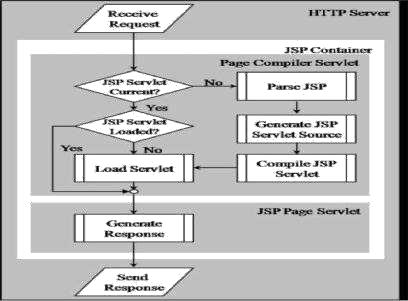 Receive
Request
HTTP Server
JSP Container
Page Compiler Servlet
JSP Servlet
Current?
No
Parse JSP
Yes
JSP Servlet
Loaded?
Generate JSP
Servlet Source
Yes
No
Load Servlet
Compile JSP
Servlet
JSP Page Servlet
Generate
Response
Send
Response